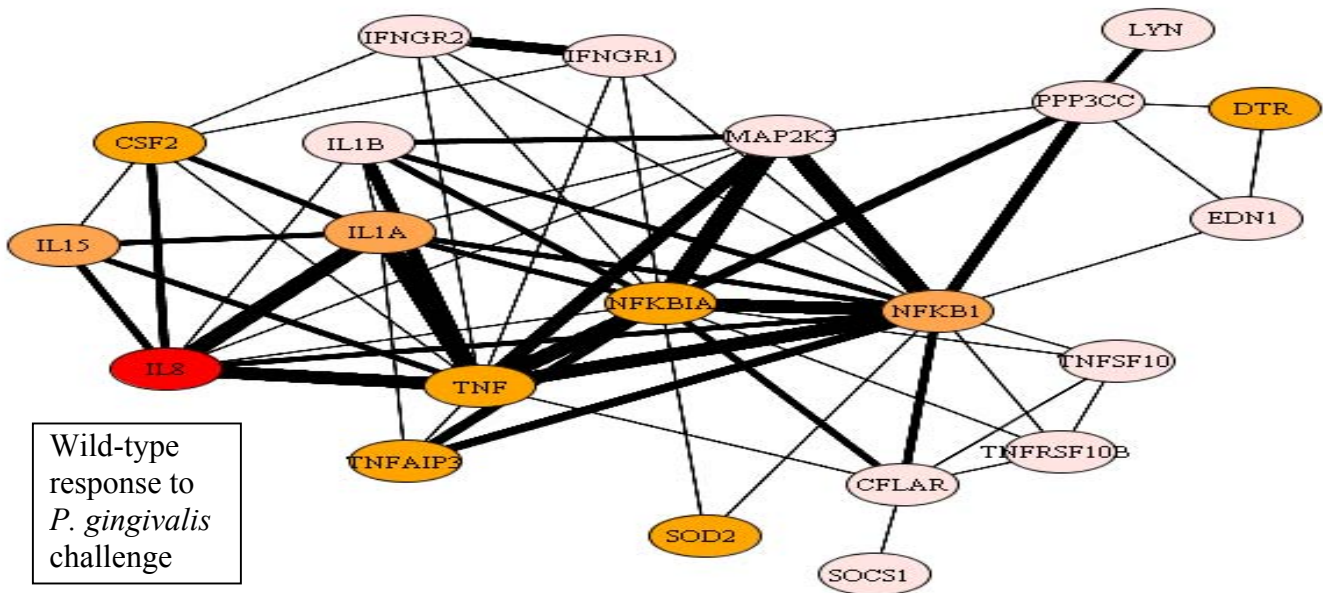 IFNGR2
IFNGR1
LYN
PPP3CC
DTR
CSF2
IL1B
MAP2K3
EDN1
IL15
IL1A
NFKBIA
NFKB1
IL8
TNF
TNFSF10
TNFAIP3
TNFRSF10B
CFLAR
SOD2
SOCS1
Wild-type
response to
P. gingivalis
challenge